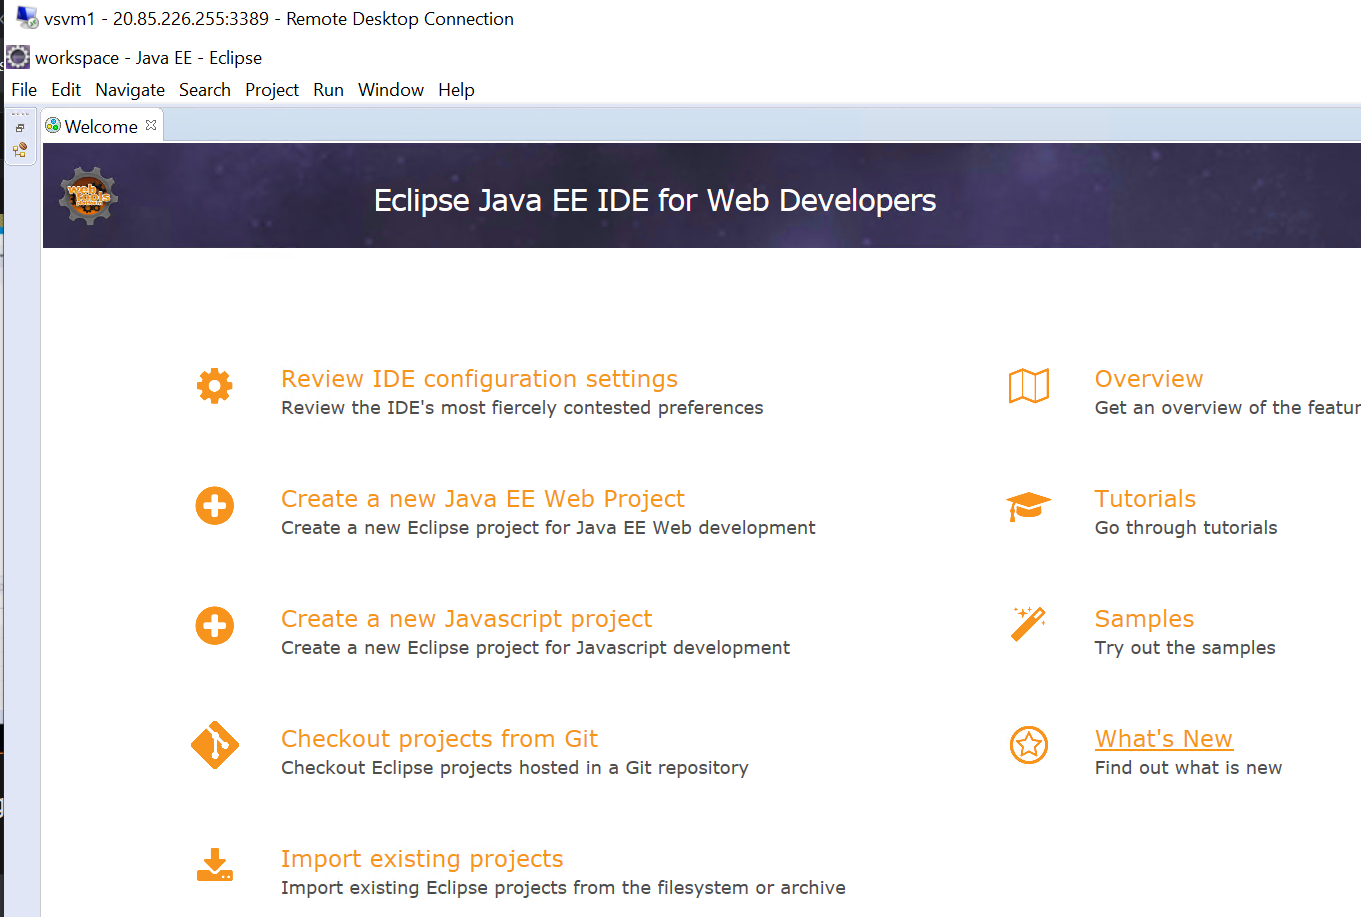 vsvm1 - 20.85.226.255:3389 - Remote Desktop Connection
workspace - Java EE - Eclipse
File Edit Navigate Search Project Run Window Help
Welcome
web tools
Eclipse Java EE IDE for Web Developers
Review IDE configuration settings
Review the IDE's most fiercely contested preferences
Overview
Get an overview of the featur
Create a new Java EE Web Project
Create a new Eclipse project for Java EE Web development
Tutorials
Go through tutorials
Create a new Javascript project
Create a new Eclipse project for Javascript development
Samples
Try out the samples
Checkout projects from Git
Checkout Eclipse projects hosted in a Git repository
What's New
Find out what is new
Import existing projects
Import existing Eclipse projects from the filesystem or archive